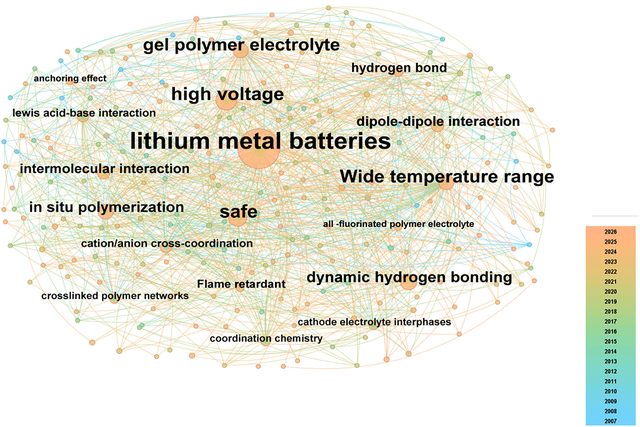 gel polymer electrolyte
hydrogen bond
anchoring effect
high voltage
lewis acid-base interaction
dipole-dipole interaction
lithium metal batteries
intermolecular interaction
Wide temperature range
in situ polymerization
safe
all -fluorinated polymer electrolyte
cation/anion cross-coordination
dynamic hydrogen bonding
Flame retardant
crosslinked polymer networks
cathode electrolyte interphases
coordination chemistry
2026
2025
2024
2023
2022
2021
2020
2019
2018
2017
2016
2015
2014
2013
2012
2011
2010
2009
2008
2007